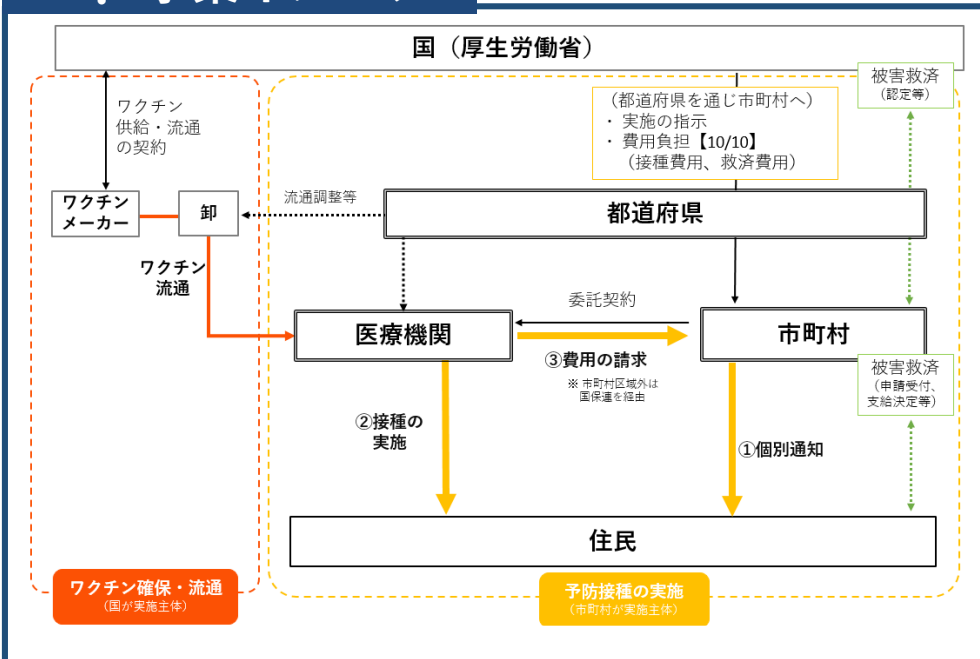 国（厚生労働省）
ワクチン
供給・流通
の契約
（都道府県を通じ市町村へ）
・ 実施の指示
・ 費用負担【10/10】
（接種費用、救済費用）
被害救済
（認定等）
ワクチン
メーカー
卸
流通調整等
都道府県
ワクチン
流通
委託契約
医療機関
市町村
③費用の請求
※ 市町村区域外は
国保連を経由
被害救済
（申請受付、
支給決定等）
②接種の
実施
①個別通知
住民
ワクチン確保・流通
（国が実施主体）
予防接種の実施
（市町村が実施主体）